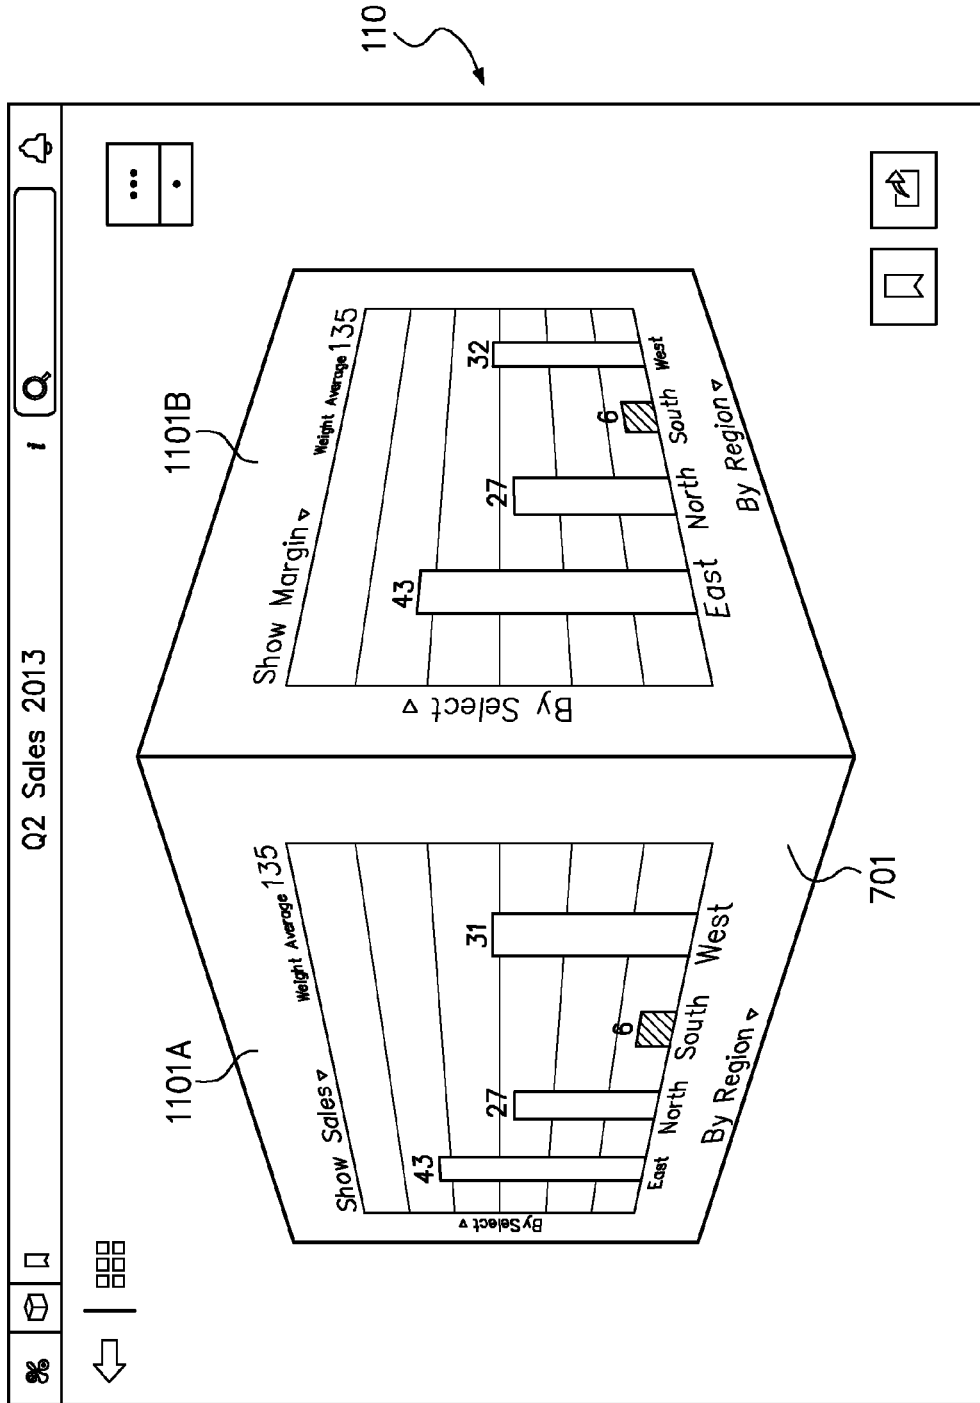 110
Q2 Sales 2013
i
1101A
1101B
Show Sales
Weight Average 135
By Select
43
27
6
31
East
North
South
West
By Region
Show Margin
Weight Average 135
By Select
43
27
6
32
East
North
South
West
By Region
701